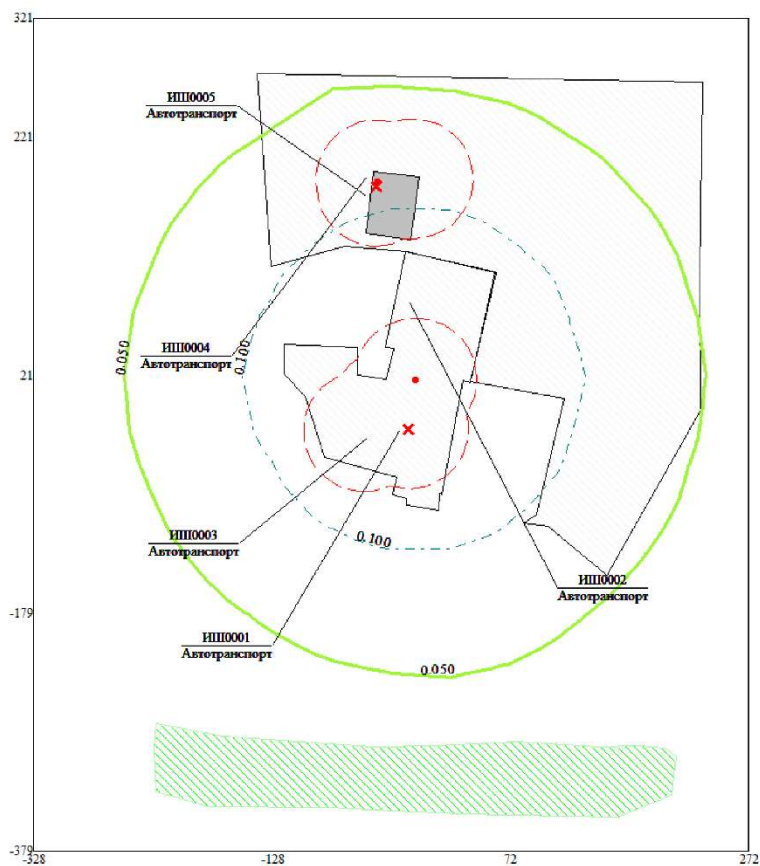 321
ИШ0005
Автотранспорт
221
0.050
0.100
ИШ0004
Автотранспорт
21
ИШ0003
Автотранспорт
0.100
ИШ0002
Автотранспорт
-179
ИШ0001
Автотранспорт
0.050
-379
-328
-128
72
272